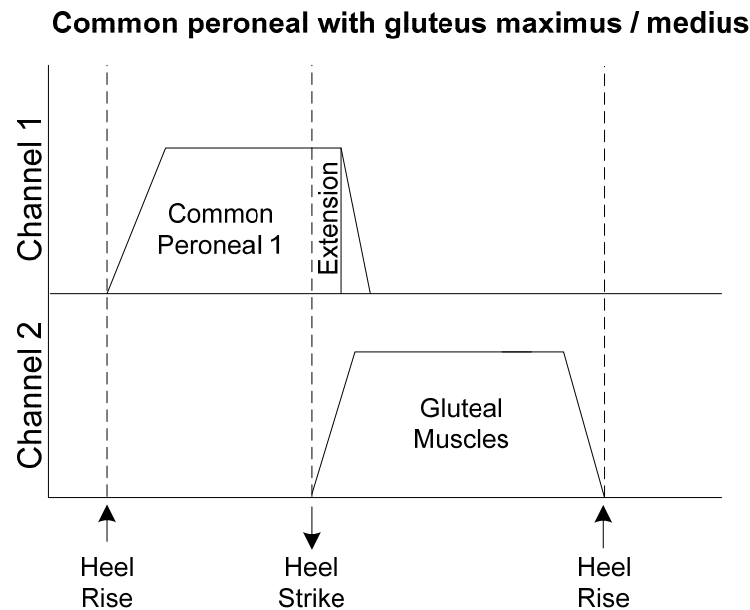 Common peroneal with gluteus maximus / medius
Channel 1
Common
Peroneal 1
Extension
Channel 2
Gluteal
Muscles
Heel
Rise
Heel
Strike
Heel
Rise